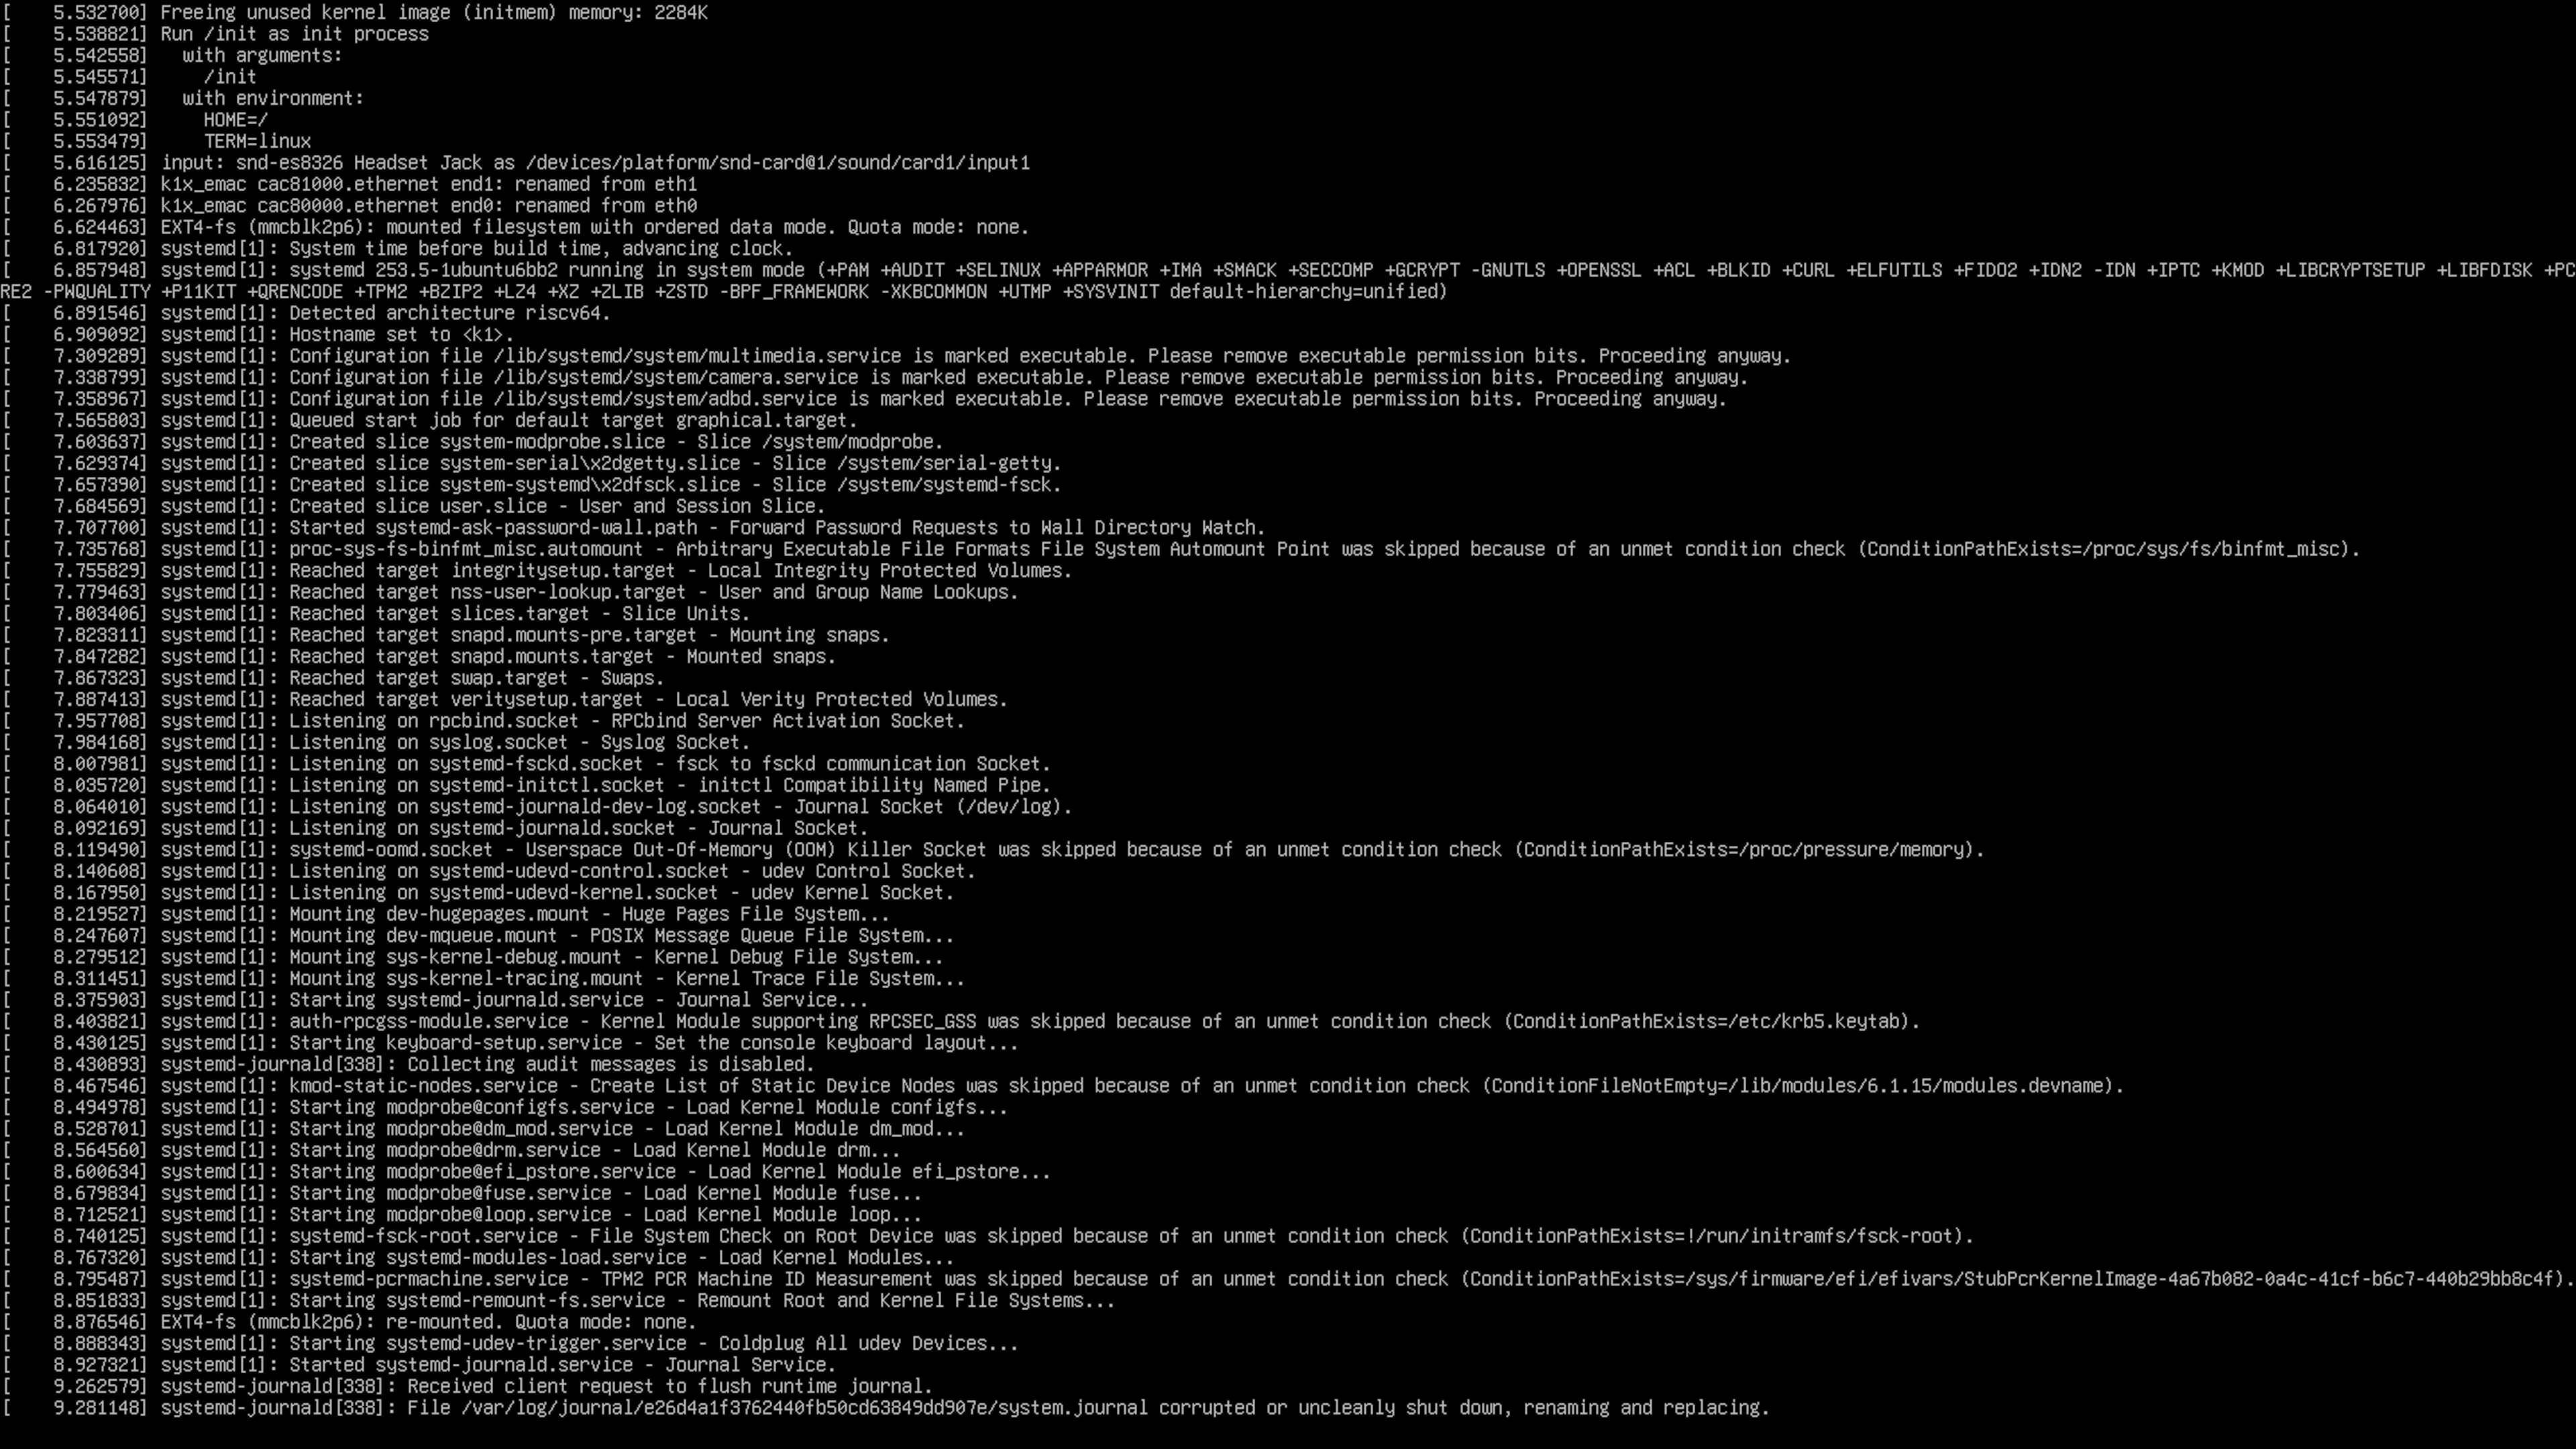 [    5.532700] Freeing unused kernel image (initmem) memory: 2284K
[    5.538821] Run /init as init process
[    5.542558]   with arguments:
[    5.545571]     /init
[    5.547879]   with environment:
[    5.551092]     HOME=/
[    5.553479]     TERM=linux
[    5.616125] input: snd-es8326 Headset Jack as /devices/platform/snd-card@1/sound/card1/input1
[    6.235832] k1x_emac cac81000.ethernet end1: renamed from eth1
[    6.267976] k1x_emac cac80000.ethernet end0: renamed from eth0
[    6.624463] EXT4-fs (mmcblk2p6): mounted filesystem with ordered data mode. Quota mode: none.
[    6.817920] systemd[1]: System time before build time, advancing clock.
[    6.857948] systemd[1]: systemd 253.5-1ubuntu6bb2 running in system mode (+PAM +AUDIT +SELINUX +APPARMOR +IMA +SMACK +SECCOMP +GCRYPT -GNUTLS +OPENSSL +ACL +BLKID +CURL +ELFUTILS +FIDO2 +IDN2 -IDN +IPTC +KMOD +LIBCRYPTSETUP +LIBFDISK +PC
RE2 -PWQUALITY +P11KIT +QRENCODE +TPM2 +BZIP2 +LZ4 +XZ +ZLIB +ZSTD -BPF_FRAMEWORK -XKBCOMMON +UTMP +SYSVINIT default-hierarchy=unified)
[    6.891546] systemd[1]: Detected architecture riscv64.
[    6.909092] systemd[1]: Hostname set to <k1>.
[    7.309289] systemd[1]: Configuration file /lib/systemd/system/multimedia.service is marked executable. Please remove executable permission bits. Proceeding anyway.
[    7.338799] systemd[1]: Configuration file /lib/systemd/system/camera.service is marked executable. Please remove executable permission bits. Proceeding anyway.
[    7.358967] systemd[1]: Configuration file /lib/systemd/system/adbd.service is marked executable. Please remove executable permission bits. Proceeding anyway.
[    7.565803] systemd[1]: Queued start job for default target graphical.target.
[    7.603637] systemd[1]: Created slice system-modprobe.slice - Slice /system/modprobe.
[    7.629374] systemd[1]: Created slice system-serial\x2dgetty.slice - Slice /system/serial-getty.
[    7.657390] systemd[1]: Created slice system-systemd\x2dfsck.slice - Slice /system/systemd-fsck.
[    7.684569] systemd[1]: Created slice user.slice - User and Session Slice.
[    7.707700] systemd[1]: Started systemd-ask-password-wall.path - Forward Password Requests to Wall Directory Watch.
[    7.735768] systemd[1]: proc-sys-fs-binfmt_misc.automount - Arbitrary Executable File Formats File System Automount Point was skipped because of an unmet condition check (ConditionPathExists=/proc/sys/fs/binfmt_misc).
[    7.755829] systemd[1]: Reached target integritysetup.target - Local Integrity Protected Volumes.
[    7.779463] systemd[1]: Reached target nss-user-lookup.target - User and Group Name Lookups.
[    7.803406] systemd[1]: Reached target slices.target - Slice Units.
[    7.823311] systemd[1]: Reached target snapd.mounts-pre.target - Mounting snaps.
[    7.847282] systemd[1]: Reached target snapd.mounts.target - Mounted snaps.
[    7.867323] systemd[1]: Reached target swap.target - Swaps.
[    7.887413] systemd[1]: Reached target veritysetup.target - Local Verity Protected Volumes.
[    7.957708] systemd[1]: Listening on rpcbind.socket - RPCbind Server Activation Socket.
[    7.984168] systemd[1]: Listening on syslog.socket - Syslog Socket.
[    8.007981] systemd[1]: Listening on systemd-fsckd.socket - fsck to fsckd communication Socket.
[    8.035720] systemd[1]: Listening on systemd-initctl.socket - initctl Compatibility Named Pipe.
[    8.064010] systemd[1]: Listening on systemd-journald-dev-log.socket - Journal Socket (/dev/log).
[    8.092169] systemd[1]: Listening on systemd-journald.socket - Journal Socket.
[    8.119490] systemd[1]: systemd-oomd.socket - Userspace Out-Of-Memory (OOM) Killer Socket was skipped because of an unmet condition check (ConditionPathExists=/proc/pressure/memory).
[    8.140608] systemd[1]: Listening on systemd-udevd-control.socket - udev Control Socket.
[    8.167950] systemd[1]: Listening on systemd-udevd-kernel.socket - udev Kernel Socket.
[    8.219527] systemd[1]: Mounting dev-hugepages.mount - Huge Pages File System...
[    8.247607] systemd[1]: Mounting dev-mqueue.mount - POSIX Message Queue File System...
[    8.279512] systemd[1]: Mounting sys-kernel-debug.mount - Kernel Debug File System...
[    8.311451] systemd[1]: Mounting sys-kernel-tracing.mount - Kernel Trace File System...
[    8.375903] systemd[1]: Starting systemd-journald.service - Journal Service...
[    8.403821] systemd[1]: auth-rpcgss-module.service - Kernel Module supporting RPCSEC_GSS was skipped because of an unmet condition check (ConditionPathExists=/etc/krb5.keytab).
[    8.430125] systemd[1]: Starting keyboard-setup.service - Set the console keyboard layout...
[    8.430893] systemd-journald[338]: Collecting audit messages is disabled.
[    8.467546] systemd[1]: kmod-static-nodes.service - Create List of Static Device Nodes was skipped because of an unmet condition check (ConditionFileNotEmpty=/lib/modules/6.1.15/modules.devname).
[    8.494978] systemd[1]: Starting modprobe@configfs.service - Load Kernel Module configfs...
[    8.528701] systemd[1]: Starting modprobe@dm_mod.service - Load Kernel Module dm_mod...
[    8.564560] systemd[1]: Starting modprobe@drm.service - Load Kernel Module drm...
[    8.600634] systemd[1]: Starting modprobe@efi_pstore.service - Load Kernel Module efi_pstore...
[    8.679834] systemd[1]: Starting modprobe@fuse.service - Load Kernel Module fuse...
[    8.712521] systemd[1]: Starting modprobe@loop.service - Load Kernel Module loop...
[    8.740125] systemd[1]: systemd-fsck-root.service - File System Check on Root Device was skipped because of an unmet condition check (ConditionPathExists=!/run/initramfs/fsck-root).
[    8.767320] systemd[1]: Starting systemd-modules-load.service - Load Kernel Modules...
[    8.795487] systemd[1]: systemd-pcrmachine.service - TPM2 PCR Machine ID Measurement was skipped because of an unmet condition check (ConditionPathExists=/sys/firmware/efi/efivars/StubPcrKernelImage-4a67b082-0a4c-41cf-b6c7-440b29bb8c4f).
[    8.851833] systemd[1]: Starting systemd-remount-fs.service - Remount Root and Kernel File Systems...
[    8.876546] EXT4-fs (mmcblk2p6): re-mounted. Quota mode: none.
[    8.888343] systemd[1]: Starting systemd-udev-trigger.service - Coldplug All udev Devices...
[    8.927321] systemd[1]: Started systemd-journald.service - Journal Service.
[    9.262579] systemd-journald[338]: Received client request to flush runtime journal.
[    9.281148] systemd-journald[338]: File /var/log/journal/e26d4a1f3762440fb50cd63849dd907e/system.journal corrupted or uncleanly shut down, renaming and replacing.